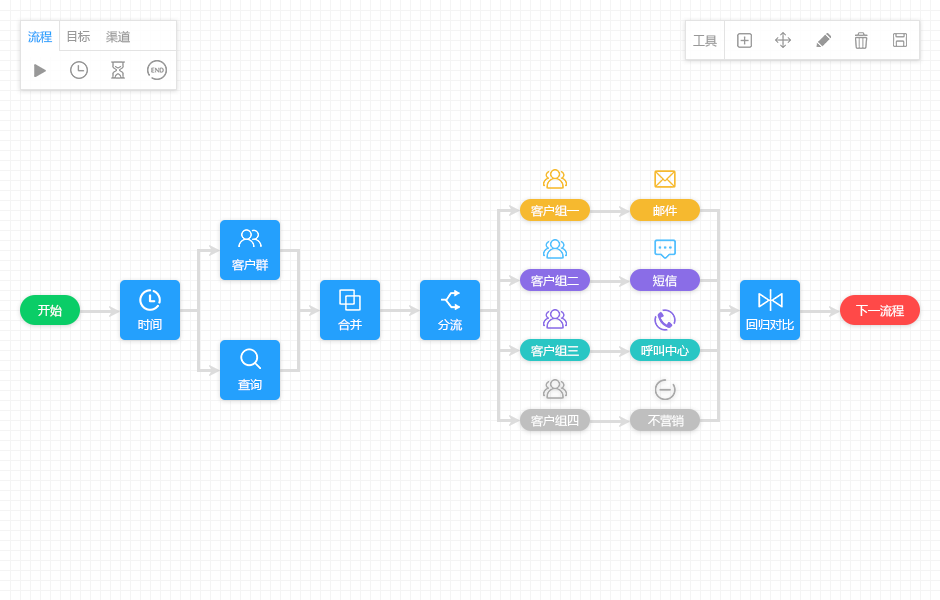 流程 目标 渠道
工具
END
客户组一 邮件
客户群
客户组二 短信
开始
时间
合并
分流
回归对比
下一流程
客户组三 呼叫中心
查询
客户组四 不营销